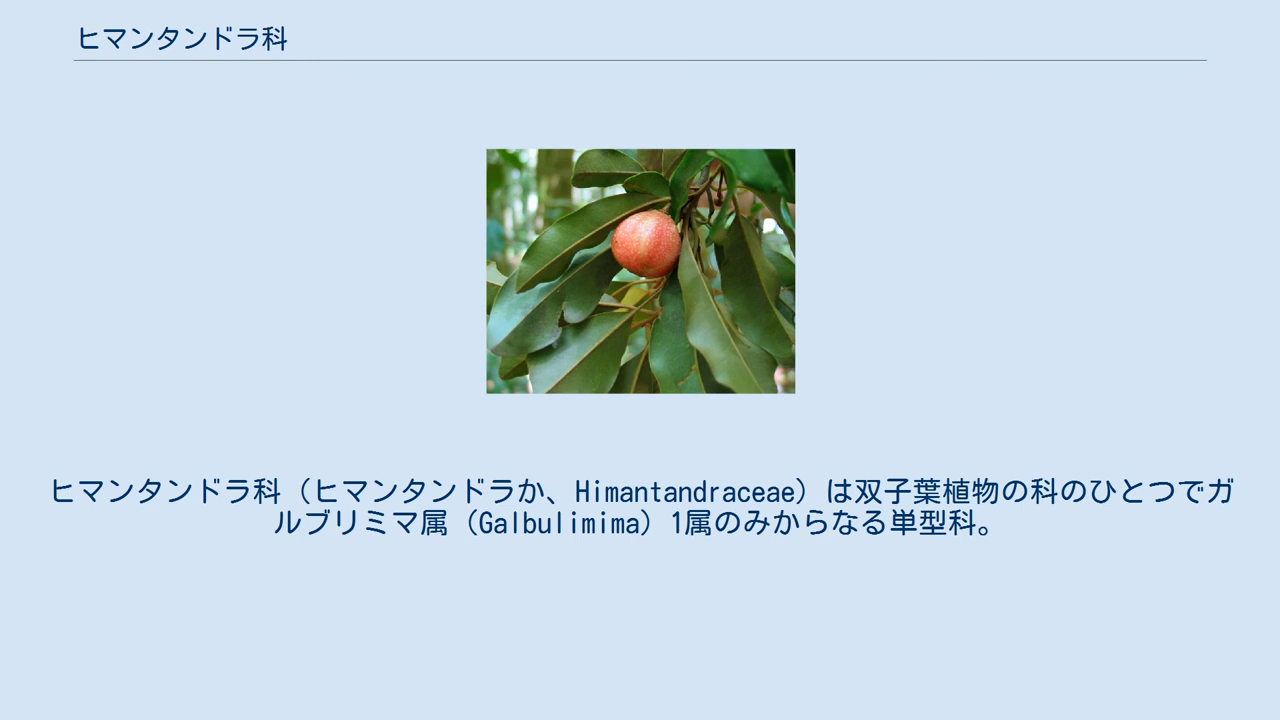 ヒマンタンドラ科
ヒマンタンドラ科（ヒマンタンドラか、Himantandraceae）は双子葉植物の科のひとつでガ
ルブリミマ属（Galbulimima）1属のみからなる単型科。